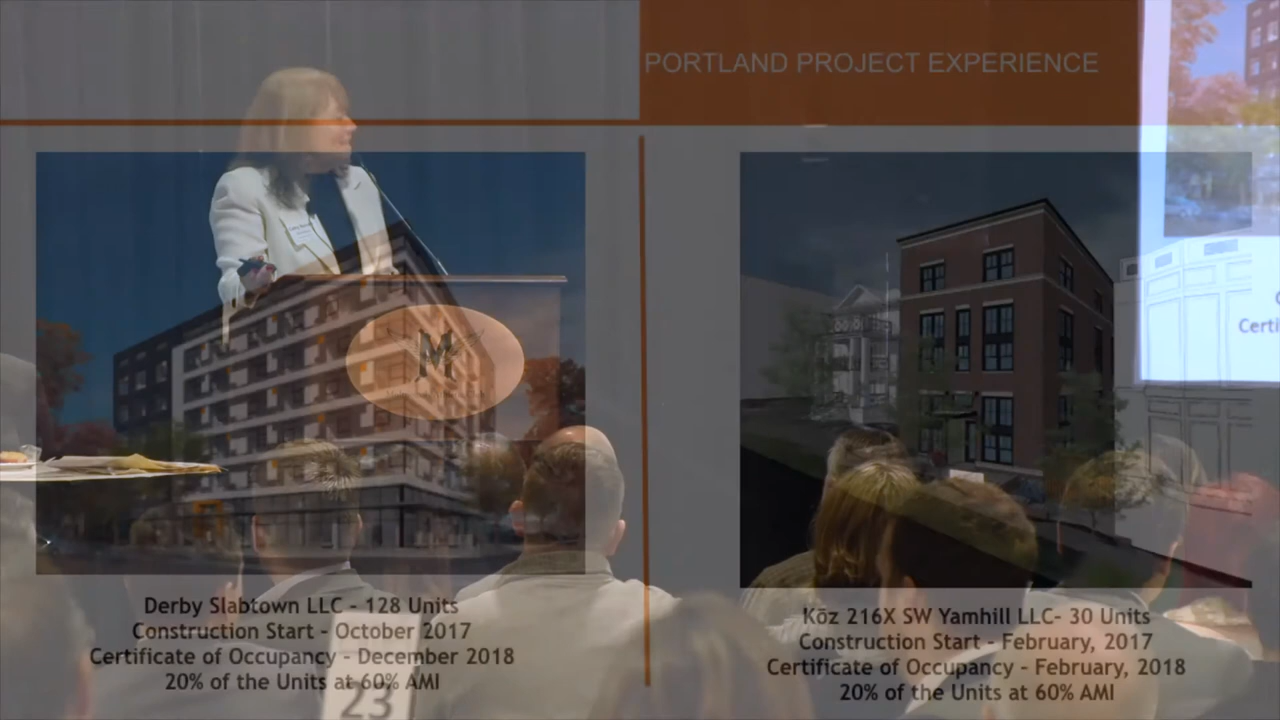 PORTLAND PROJECT EXPERIENCE
M
Derby Slabtown LLC - 128 Units
Construction Start - October 2017
Certificate of Occupancy - December 2018
20% of the Units at 60% AMI
Kōz 216X SW Yamhill LLC- 30 Units
Construction Start - February, 2017
Certificate of Occupancy - February, 2018
20% of the Units at 60% AMI
Certi
23